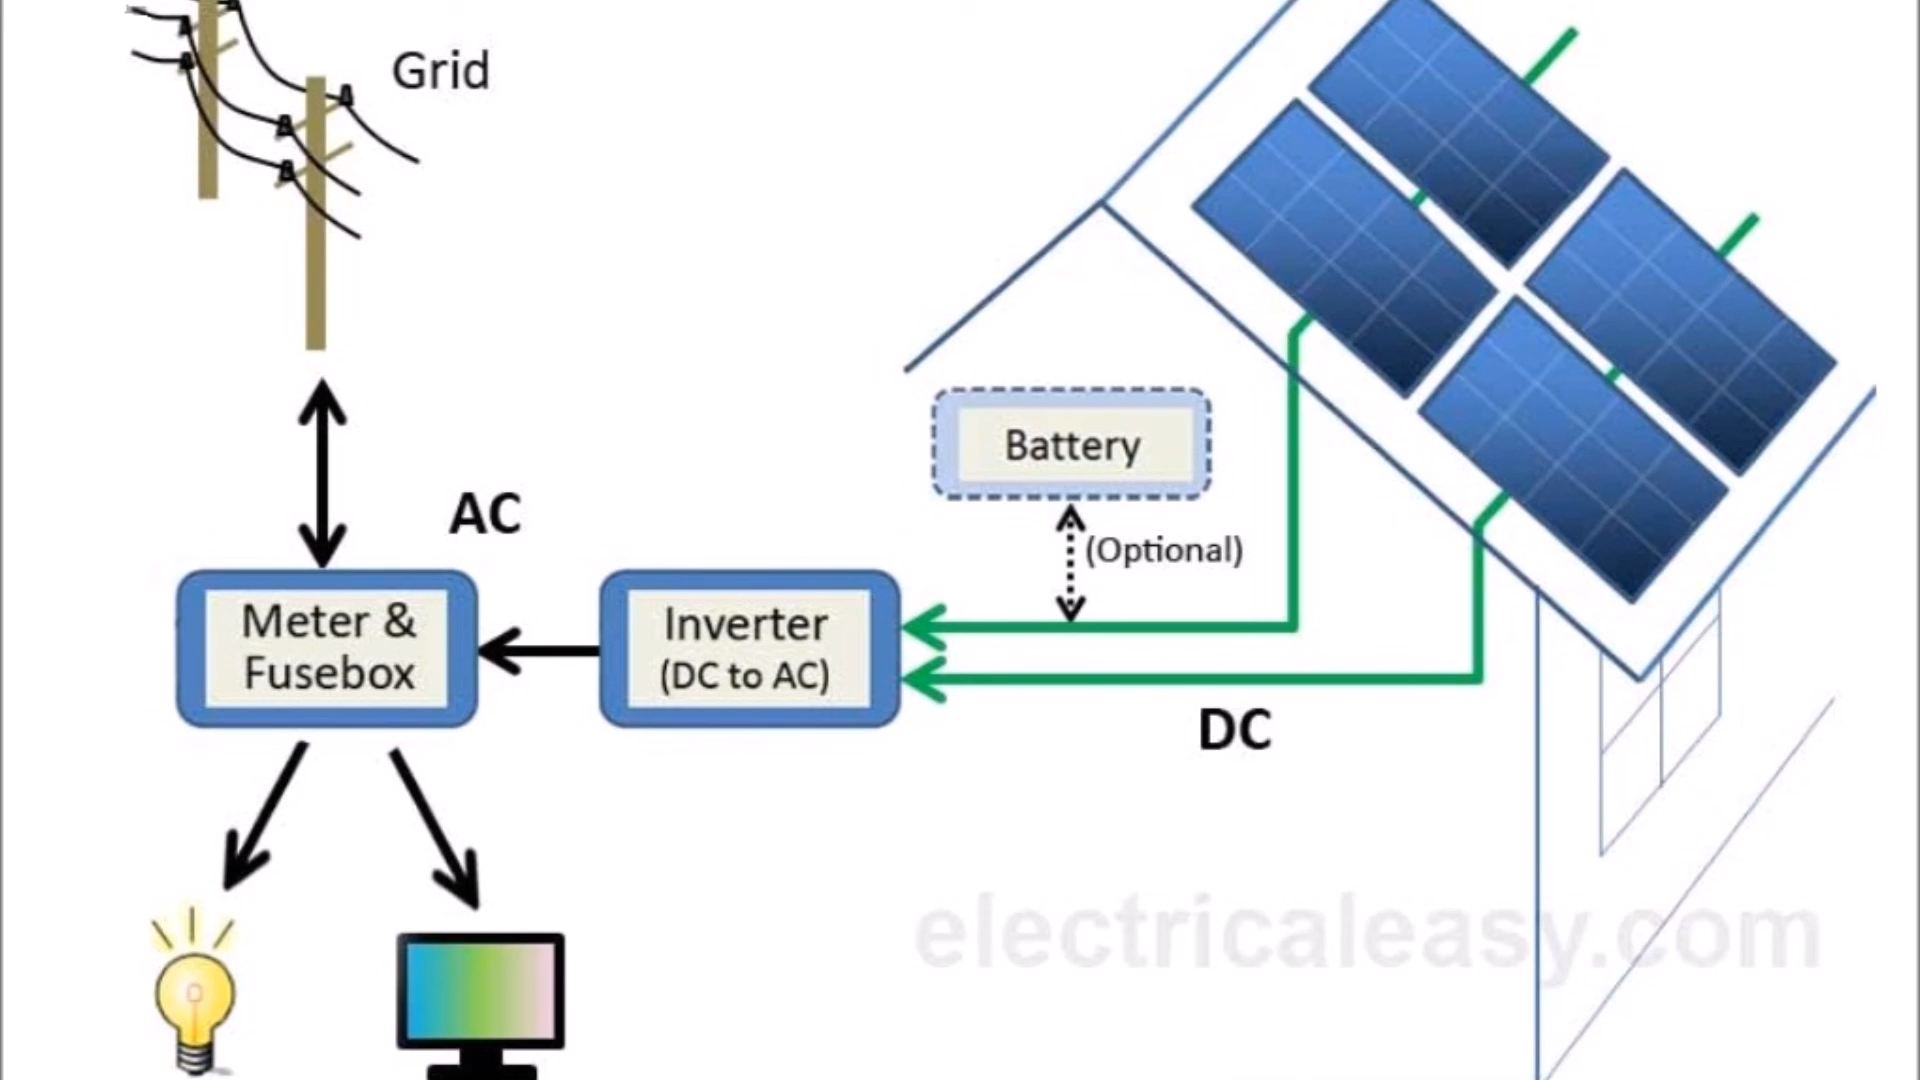 Grid
Battery
(Optional)
AC
Meter &
Fusebox
Inverter
(DC to AC)
DC
electricaleasy.com